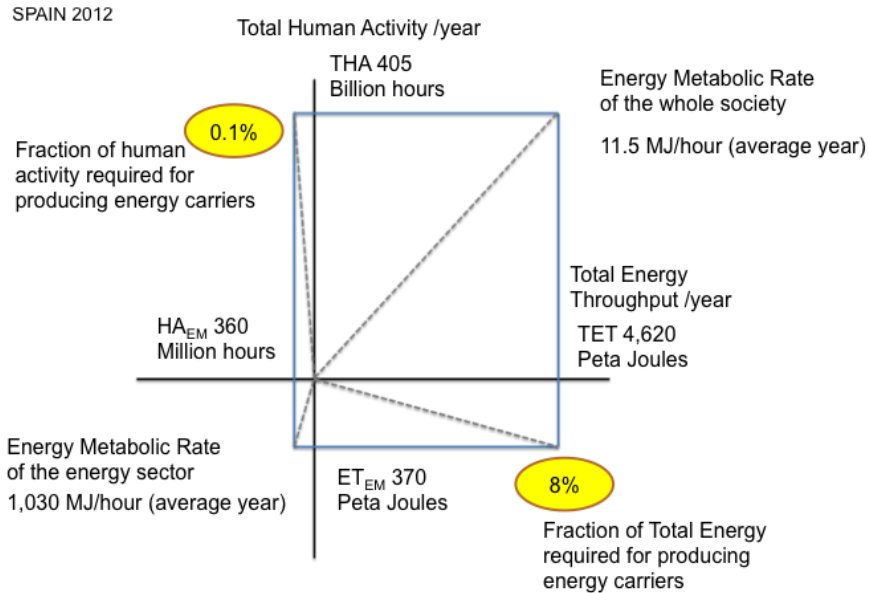 SPAIN 2012
Total Human Activity /year
THA 405
Billion hours
Energy Metabolic Rate
of the whole society
11.5 MJ/hour (average year)
0.1%
Fraction of human
activity required for
producing energy carriers
Total Energy
Throughput /year
TET 4,620
Peta Joules
HA_EM 360
Million hours
Energy Metabolic Rate
of the energy sector
1,030 MJ/hour (average year)
ET_EM 370
Peta Joules
8%
Fraction of Total Energy
required for producing
energy carriers